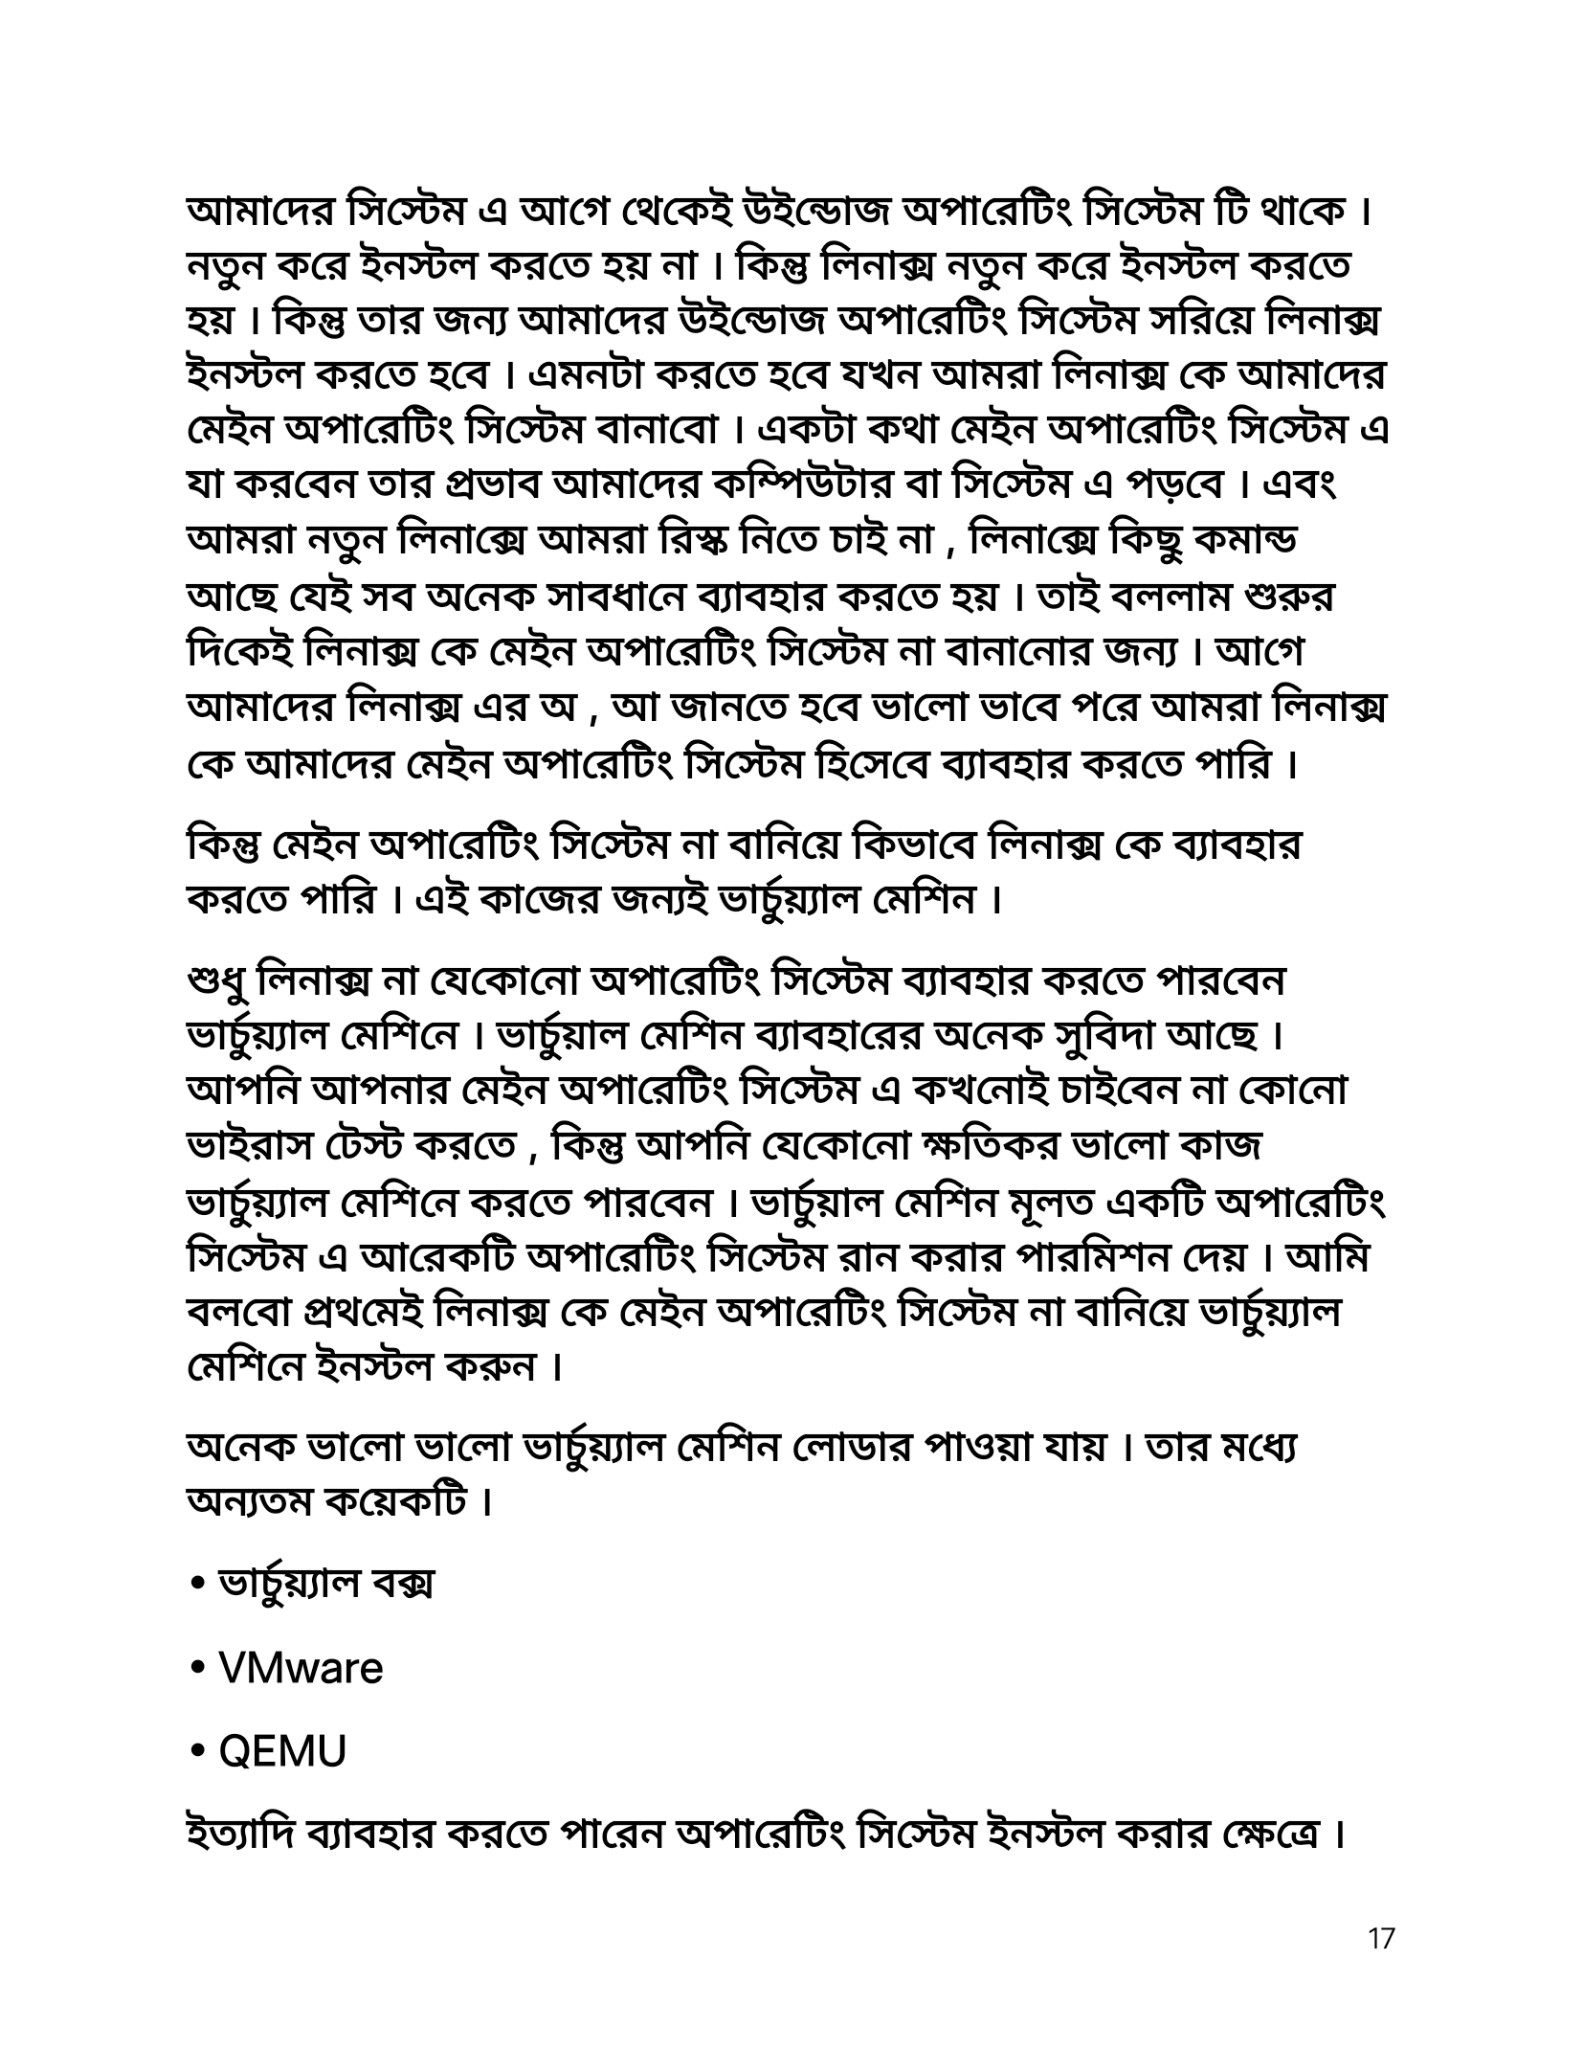 আমাদের সিস্টেম এ আগে থেকেই উইন্ডোজ অপারেটিং সিস্টেম টি থাকে ।
নতুন করে ইনস্টল করতে হয় না । কিন্তু লিনাক্স নতুন করে ইনস্টল করতে
হয় । কিন্তু তার জন্য আমাদের উইন্ডোজ অপারেটিং সিস্টেম সরিয়ে লিনাক্স
ইনস্টল করতে হবে । এমনটা করতে হবে যখন আমরা লিনাক্স কে আমাদের
মেইন অপারেটিং সিস্টেম বানাবো । একটা কথা মেইন অপারেটিং সিস্টেম এ
যা করবেন তার প্রভাব আমাদের কম্পিউটার বা সিস্টেম এ পড়বে । এবং
আমরা নতুন লিনাক্সে আমরা রিস্ক নিতে চাই না , লিনাক্সে কিছু কমান্ড
আছে যেই সব অনেক সাবধানে ব্যাবহার করতে হয় । তাই বললাম শুরুর
দিকেই লিনাক্স কে মেইন অপারেটিং সিস্টেম না বানানোর জন্য । আগে
আমাদের লিনাক্স এর অ , আ জানতে হবে ভালো ভাবে পরে আমরা লিনাক্স
কে আমাদের মেইন অপারেটিং সিস্টেম হিসেবে ব্যাবহার করতে পারি ।
কিন্তু মেইন অপারেটিং সিস্টেম না বানিয়ে কিভাবে লিনাক্স কে ব্যাবহার
করতে পারি । এই কাজের জন্যই ভার্চুয়্যাল মেশিন ।
শুধু লিনাক্স না যেকোনো অপারেটিং সিস্টেম ব্যাবহার করতে পারবেন
ভার্চুয়্যাল মেশিনে । ভার্চুয়াল মেশিন ব্যাবহারের অনেক সুবিদা আছে ।
আপনি আপনার মেইন অপারেটিং সিস্টেম এ কখনোই চাইবেন না কোনো
ভাইরাস টেস্ট করতে , কিন্তু আপনি যেকোনো ক্ষতিকর ভালো কাজ
ভার্চুয়্যাল মেশিনে করতে পারবেন । ভার্চুয়াল মেশিন মূলত একটি অপারেটিং
সিস্টেম এ আরেকটি অপারেটিং সিস্টেম রান করার পারমিশন দেয় । আমি
বলবো প্রথমেই লিনাক্স কে মেইন অপারেটিং সিস্টেম না বানিয়ে ভার্চুয়্যাল
মেশিনে ইনস্টল করুন ।
অনেক ভালো ভালো ভার্চুয়্যাল মেশিন লোডার পাওয়া যায় । তার মধ্যে
অন্যতম কয়েকটি ।
• ভার্চুয়্যাল বক্স
• VMware
• QEMU
ইত্যাদি ব্যাবহার করতে পারেন অপারেটিং সিস্টেম ইনস্টল করার ক্ষেত্রে ।
17